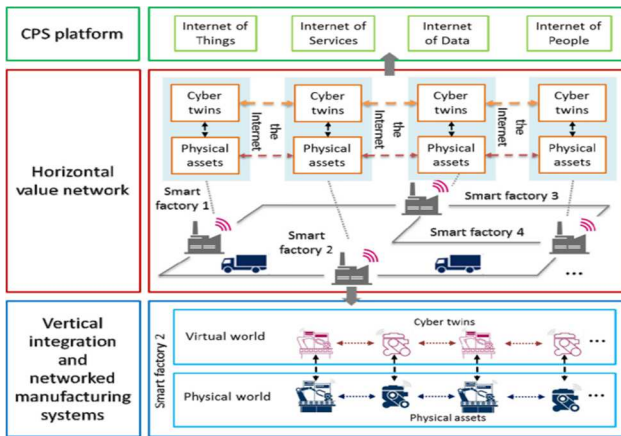 CPS platform
Internet of
Things
Internet of
Services
Internet
of Data
Internet of
People
Horizontal
value network
Cyber
twins
Physical
assets
the
Internet
Cyber
twins
Physical
assets
the
Internet
Cyber
twins
Physical
assets
the
Internet
Cyber
twins
Physical
assets
Smart
factory 1
Smart
factory 2
Smart factory 3
Smart factory 4
...
Vertical
integration
and
networked
manufacturing
systems
Smart factory 2
Virtual world
Cyber twins
...
Physical world
Physical assets
...